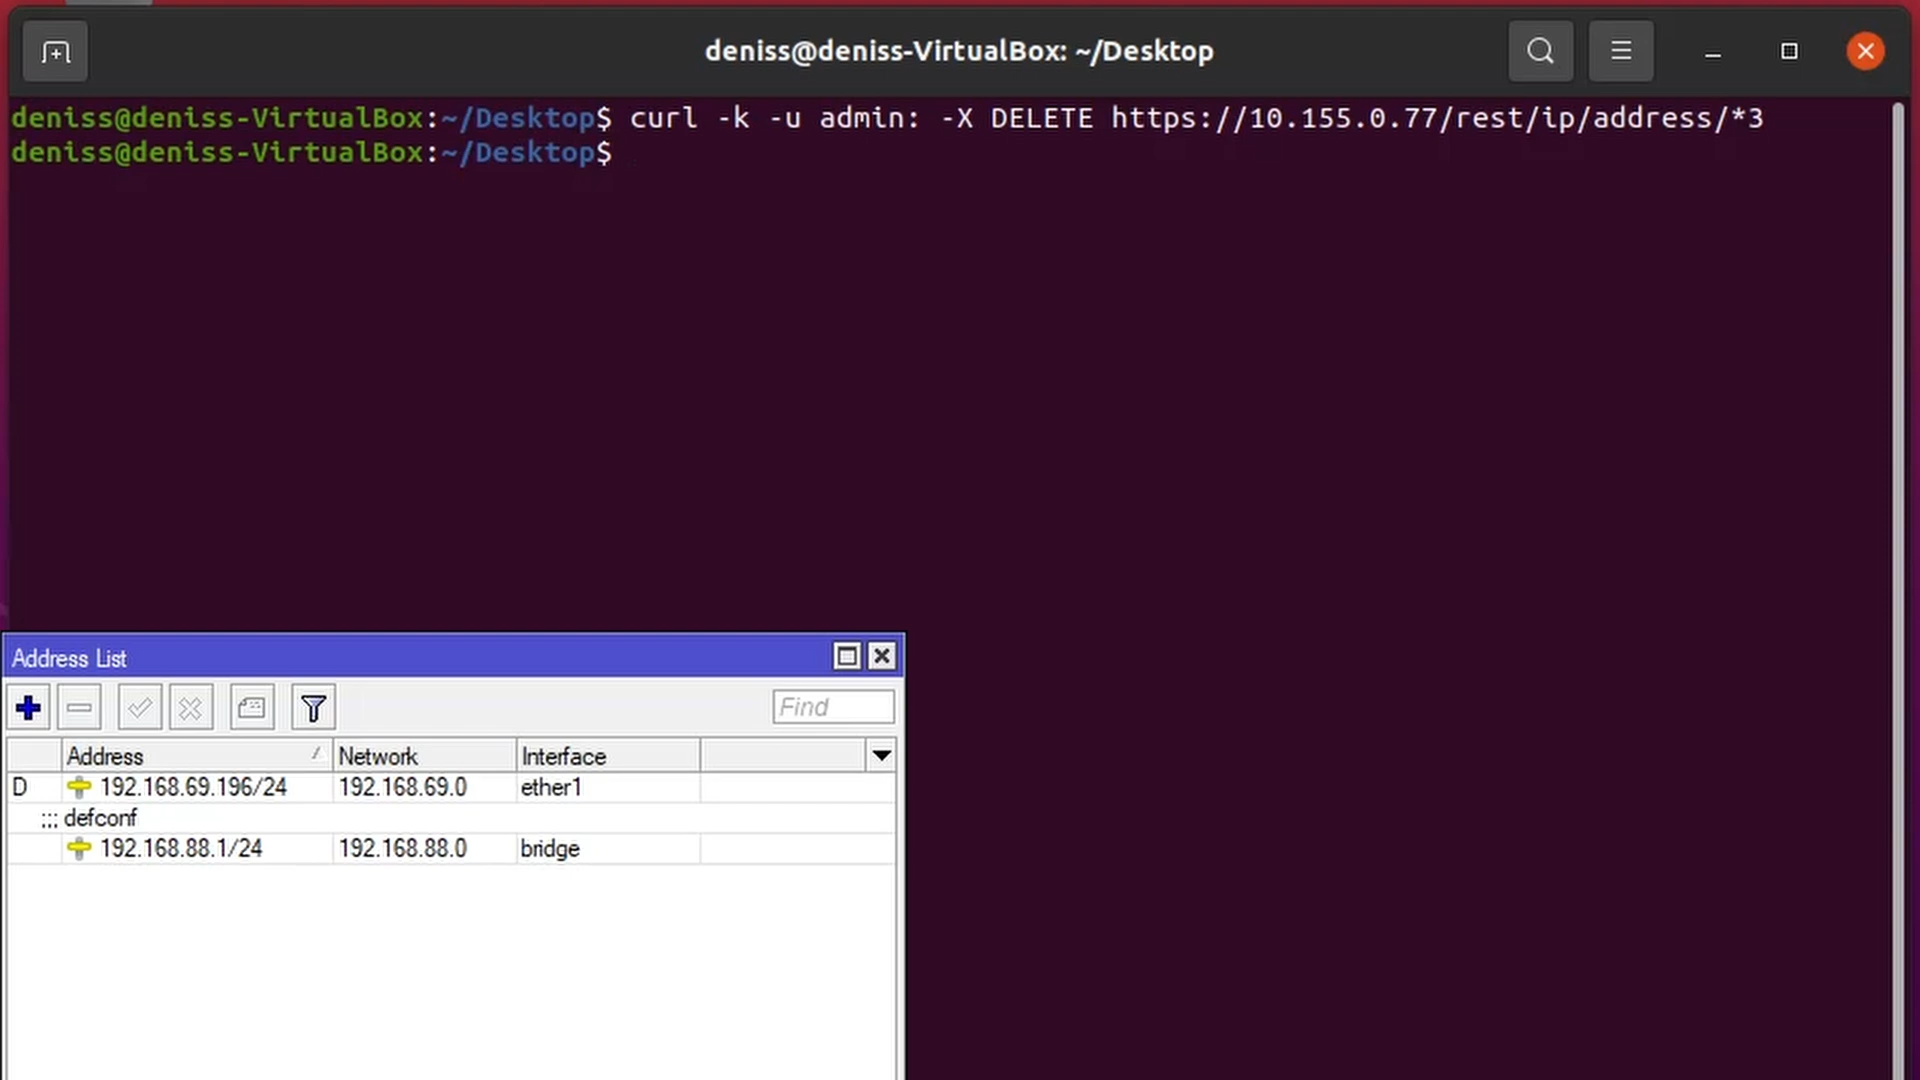 deniss@deniss-VirtualBox: ~/Desktop
deniss@deniss-VirtualBox:~/Desktop$ curl -k -u admin: -X DELETE https://10.155.0.77/rest/ip/address/*3
deniss@deniss-VirtualBox:~/Desktop$
Address List
Find
Address Network Interface
D 192.168.69.196/24 192.168.69.0 ether1
;;; defconf
192.168.88.1/24 192.168.88.0 bridge